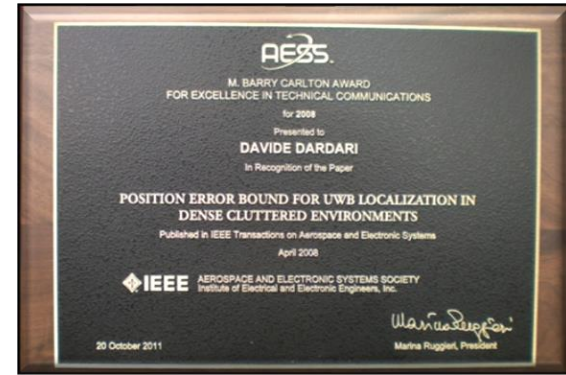 AESS
M. BARRY CARLTON AWARD
FOR EXCELLENCE IN TECHNICAL COMMUNICATIONS
for 2008
Presented to
DAVIDE DARDARI
In Recognition of the Paper
POSITION ERROR BOUND FOR UWB LOCALIZATION IN
DENSE CLUTTERED ENVIRONMENTS
Published in IEEE Transactions on Aerospace and Electronic Systems
April 2008
IEEE AEROSPACE AND ELECTRONIC SYSTEMS SOCIETY
Institute of Electrical and Electronic Engineers, Inc.
Marina Ruggieri
20 October 2011 Marina Ruggieri, President